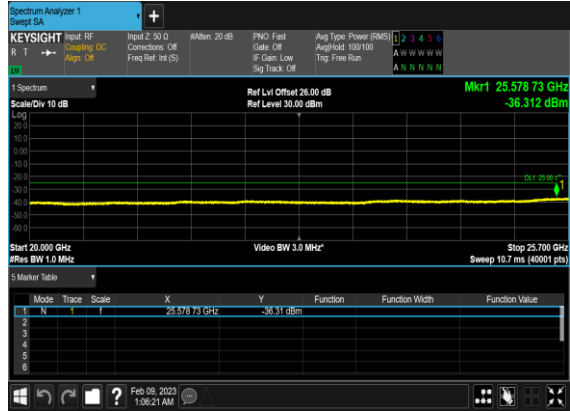 Spectrum Analyzer 1
Swept SA
+
KEYSIGHT
R T
LV
Input: RF
Coupling: DC
Align: Off
Input Z: 50 Ω
Corrections: Off
Freq Ref: Int (S)
#Atten: 20 dB
PNO: Fast
Gate: Off
IF Gain: Low
Sig Track: Off
Avg Type: Power (RMS)
Avg|Hold: 100/100
Trig: Free Run
1 2 3 4 5 6
A W W W W W
A N N N N N
1 Spectrum
Scale/Div 10 dB
Ref Lvl Offset 26.00 dB
Ref Level 30.00 dBm
Mkr1 25.578 73 GHz
-36.312 dBm
Log
20.0
10.0
0.00
-10.0
-20.0
-30.0
-40.0
-50.0
-60.0
1
Start 20.000 GHz
#Res BW 1.0 MHz
Video BW 3.0 MHz*
Stop 25.700 GHz
Sweep 10.7 ms (40001 pts)
5 Marker Table
Mode Trace Scale X Y Function Function Width Function Value
1 N 1 f 25.578 73 GHz -36.31 dBm
2
3
4
5
6
?
Feb 09, 2023
1:06:21 AM